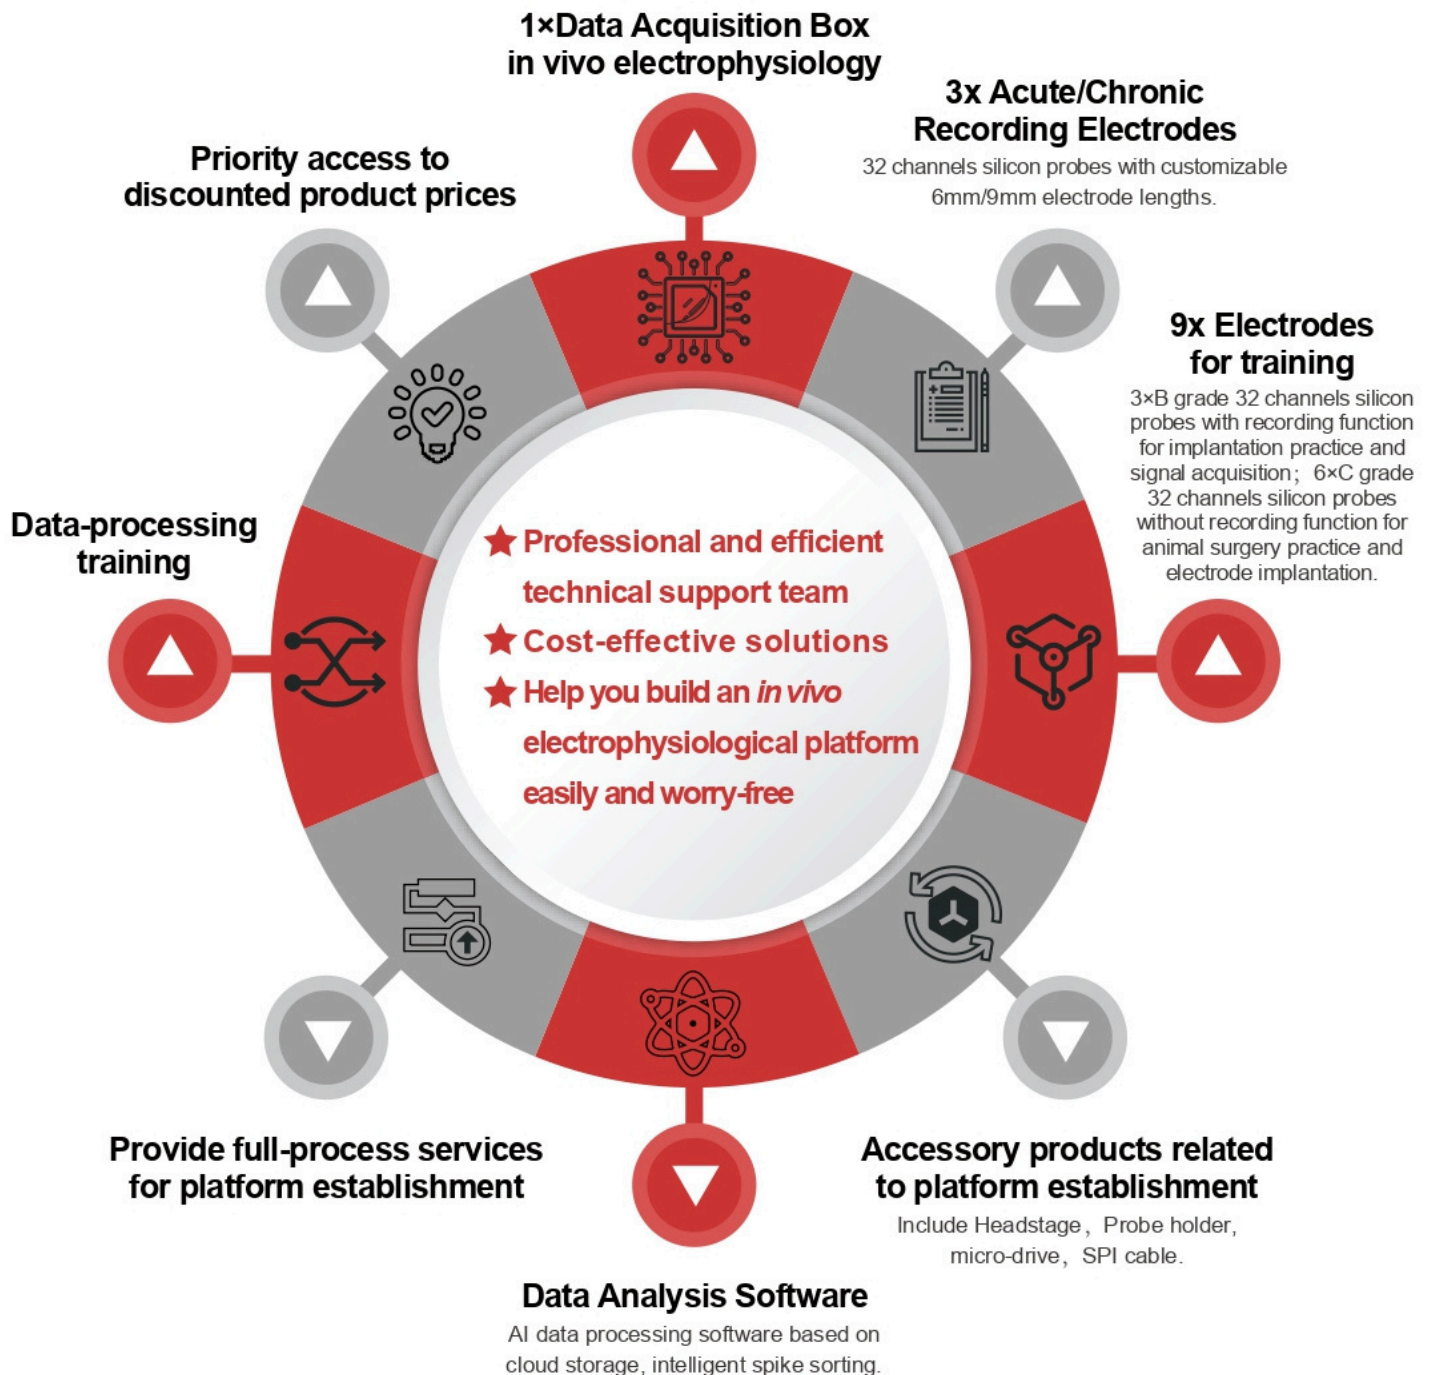 1×Data Acquisition Box
in vivo electrophysiology
3x Acute/Chronic
Recording Electrodes
32 channels silicon probes with customizable
6mm/9mm electrode lengths.
Priority access to
discounted product prices
9x Electrodes
for training
3×B grade 32 channels silicon
probes with recording function
for implantation practice and
signal acquisition；6×C grade
32 channels silicon probes
without recording function for
animal surgery practice and
electrode implantation.
Data-processing
training
Professional and efficient
technical support team
Cost-effective solutions
Help you build an in vivo
electrophysiological platform
easily and worry-free
Provide full-process services
for platform establishment
Accessory products related
to platform establishment
Include Headstage，Probe holder,
micro-drive，SPI cable.
Data Analysis Software
AI data processing software based on
cloud storage, intelligent spike sorting.